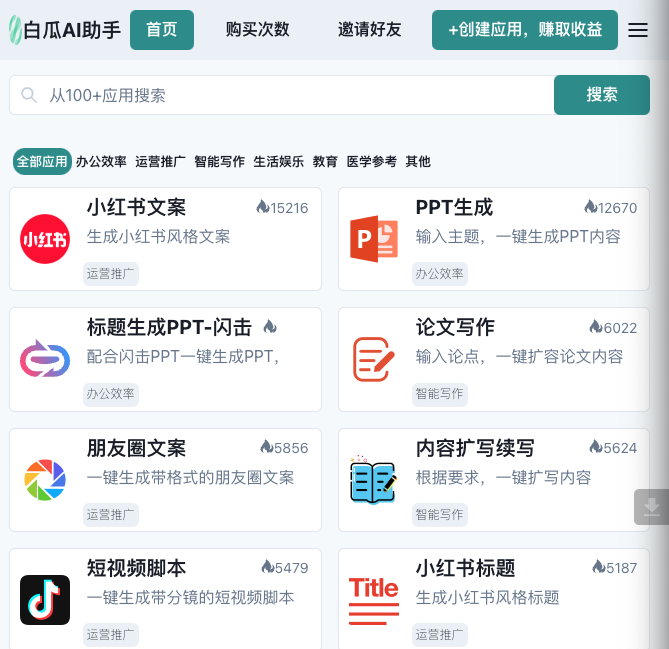 白瓜AI助手 首页 购买次数 邀请好友 +创建应用，赚取收益
从100+应用搜索 搜索
全部应用 办公效率 运营推广 智能写作 生活娱乐 教育 医学参考 其他
小红书
小红书文案 15216
生成小红书风格文案
运营推广
P
PPT生成 12670
输入主题，一键生成PPT内容
办公效率
标题生成PPT-闪击
配合闪击PPT一键生成PPT，
办公效率
论文写作 6022
输入论点，一键扩容论文内容
智能写作
朋友圈文案 5856
一键生成带格式的朋友圈文案
运营推广
内容扩写续写 5624
根据要求，一键扩写内容
智能写作
短视频脚本 5479
一键生成带分镜的短视频脚本
运营推广
Title
小红书标题 5187
生成小红书风格标题
运营推广